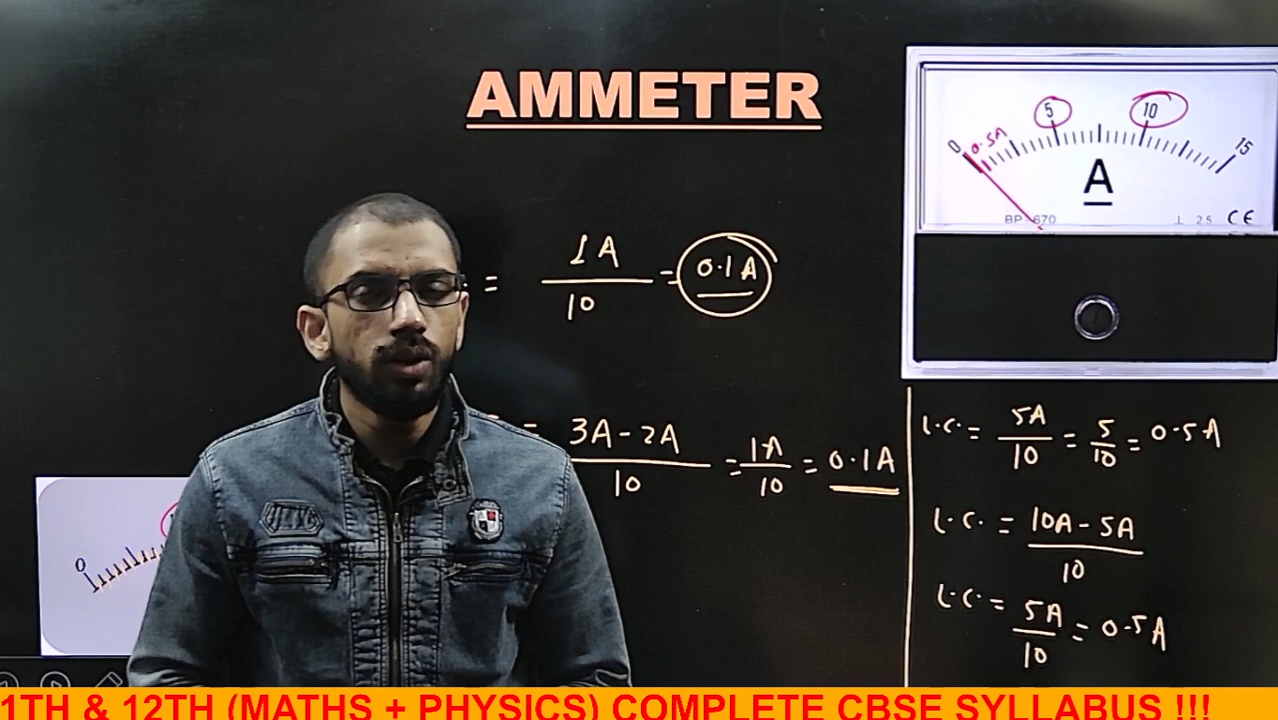 AMMETER
0 0.5A 5 10 15
A
BP-670 ⊥ 2.5 CE
= 1A/10 = 0.1A
= 3A-2A/10 = 1A/10 = 0.1A
0
L.C. = 5A/10 = 5/10 = 0.5A
L.C. = 10A-5A/10
L.C. = 5A/10 = 0.5A
1TH & 12TH (MATHS + PHYSICS) COMPLETE CBSE SYLLABUS !!!